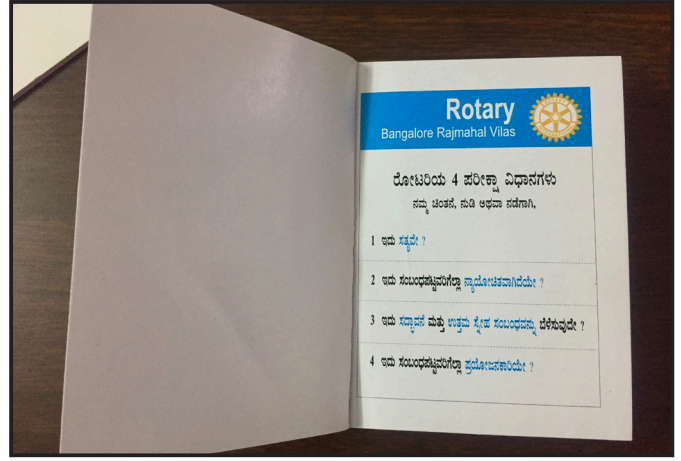 Rotary
Bangalore Rajmahal Vilas
ರೋಟರಿಯ 4 ಪರೀಕ್ಷಾ ವಿಧಾನಗಳು
ನಮ್ಮ ಚಿಂತನೆ, ನುಡಿ ಅಥವಾ ನಡೆಗಾಗಿ,
1 ಇದು ಸತ್ಯವೇ ?
2 ಇದು ಸಂಬಂಧಪಟ್ಟವರಿಗೆಲ್ಲಾ ನ್ಯಾಯೋಚಿತವಾಗಿದೆಯೇ ?
3 ಇದು ಸದ್ಭಾವನೆ ಮತ್ತು ಉತ್ತಮ ಸ್ನೇಹ ಸಂಬಂಧವನ್ನು ಬೆಳೆಸುವುದೇ ?
4 ಇದು ಸಂಬಂಧಪಟ್ಟವರಿಗೆಲ್ಲಾ ಪ್ರಯೋಜನಕಾರಿಯೇ ?